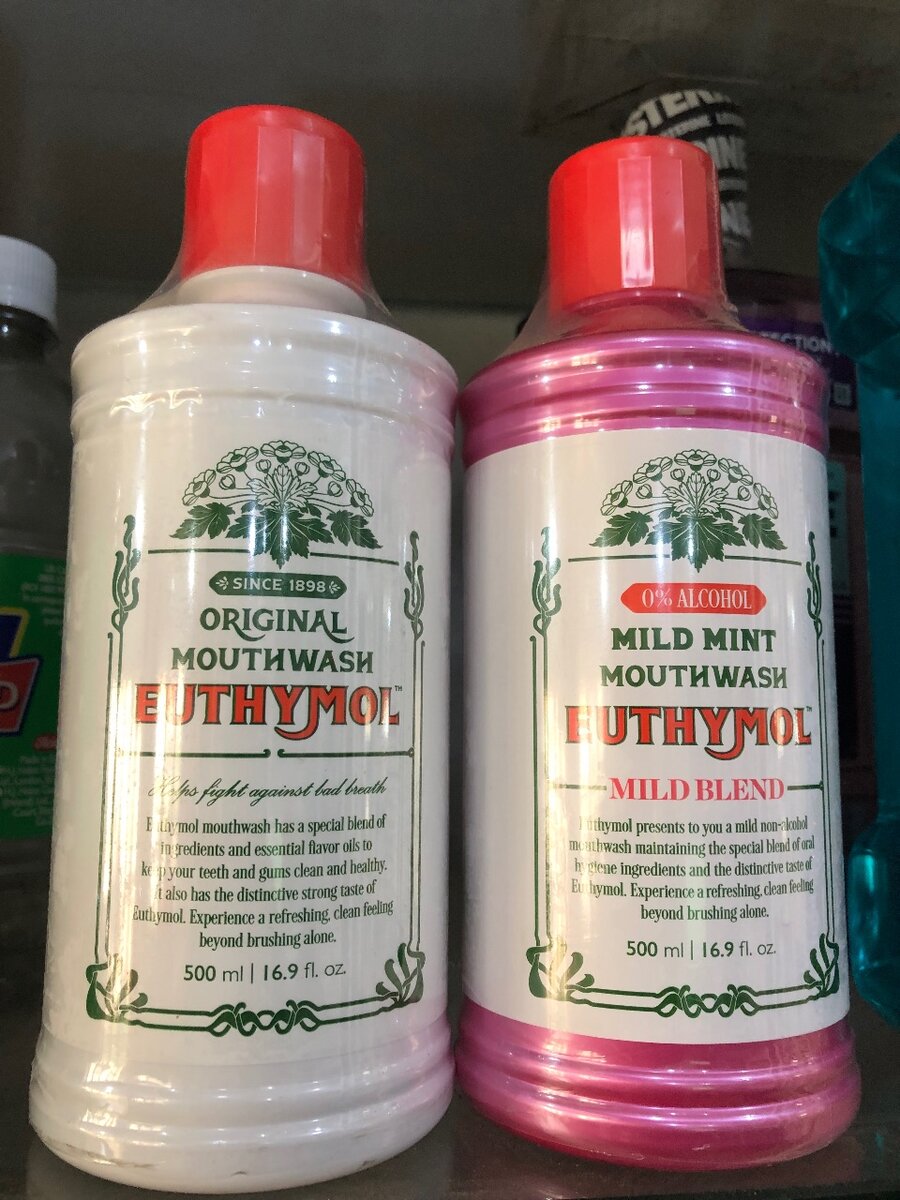 SINCE 1898
ORIGINAL
MOUTHWASH
EUTHYMOL™
Helps fight against bad breath
Euthymol mouthwash has a special blend of
ingredients and essential flavor oils to
keep your teeth and gums clean and healthy.
It also has the distinctive strong taste of
Euthymol. Experience a refreshing, clean feeling
beyond brushing alone.
500 ml | 16.9 fl. oz.
0% ALCOHOL
MILD MINT
MOUTHWASH
EUTHYMOL™
MILD BLEND
Euthymol presents to you a mild non-alcohol
mouthwash maintaining the special blend of oral
hygiene ingredients and the distinctive taste of
Euthymol. Experience a refreshing, clean feeling
beyond brushing alone.
500 ml | 16.9 fl. oz.